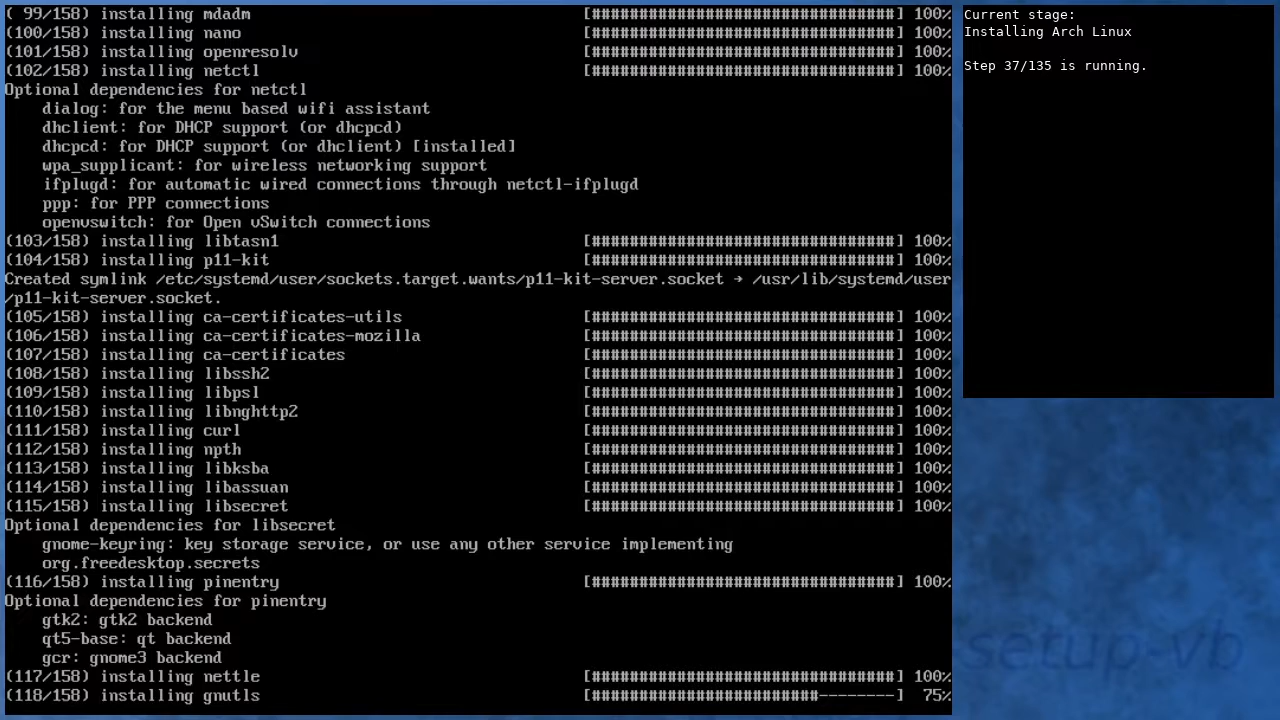 ( 99/158) installing mdadm [################################] 100%
(100/158) installing nano [################################] 100%
(101/158) installing openresolv [################################] 100%
(102/158) installing netctl [################################] 100%
Optional dependencies for netctl
dialog: for the menu based wifi assistant
dhclient: for DHCP support (or dhcpcd)
dhcpcd: for DHCP support (or dhclient) [installed]
wpa_supplicant: for wireless networking support
ifplugd: for automatic wired connections through netctl-ifplugd
ppp: for PPP connections
openvswitch: for Open vSwitch connections
(103/158) installing libtasn1 [################################] 100%
(104/158) installing p11-kit [################################] 100%
Created symlink /etc/systemd/user/sockets.target.wants/p11-kit-server.socket → /usr/lib/systemd/user
/p11-kit-server.socket.
(105/158) installing ca-certificates-utils [################################] 100%
(106/158) installing ca-certificates-mozilla [################################] 100%
(107/158) installing ca-certificates [################################] 100%
(108/158) installing libssh2 [################################] 100%
(109/158) installing libpsl [################################] 100%
(110/158) installing libnghttp2 [################################] 100%
(111/158) installing curl [################################] 100%
(112/158) installing npth [################################] 100%
(113/158) installing libksba [################################] 100%
(114/158) installing libassuan [################################] 100%
(115/158) installing libsecret [################################] 100%
Optional dependencies for libsecret
gnome-keyring: key storage service, or use any other service implementing
org.freedesktop.secrets
(116/158) installing pinentry [################################] 100%
Optional dependencies for pinentry
gtk2: gtk2 backend
qt5-base: qt backend
gcr: gnome3 backend
(117/158) installing nettle [################################] 100%
(118/158) installing gnutls [########################--------] 75%
Current stage:
Installing Arch Linux
Step 37/135 is running.
setup-vb